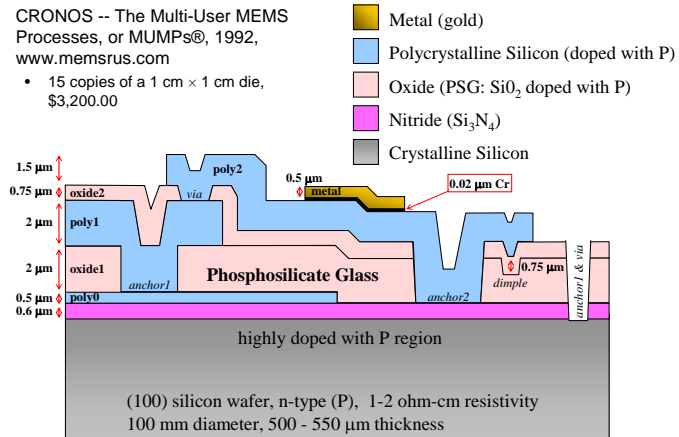 CRONOS -- The Multi-User MEMS
Processes, or MUMPs®, 1992,
www.memsrus.com
• 15 copies of a 1 cm × 1 cm die,
$3,200.00
Metal (gold)
Polycrystalline Silicon (doped with P)
Oxide (PSG: Si0₂ doped with P)
Nitride (Si₃N₄)
Crystalline Silicon
1.5 µm
poly2
0.5 µm
metal
0.02 µm Cr
0.75 µm
oxide2
via
2 µm
poly1
2 µm
oxide1
anchor1
Phosphosilicate Glass
anchor2
0.75 µm
dimple
anchor1 & via
0.5 µm
poly0
0.6 µm
highly doped with P region
(100) silicon wafer, n-type (P), 1-2 ohm-cm resistivity
100 mm diameter, 500 - 550 µm thickness